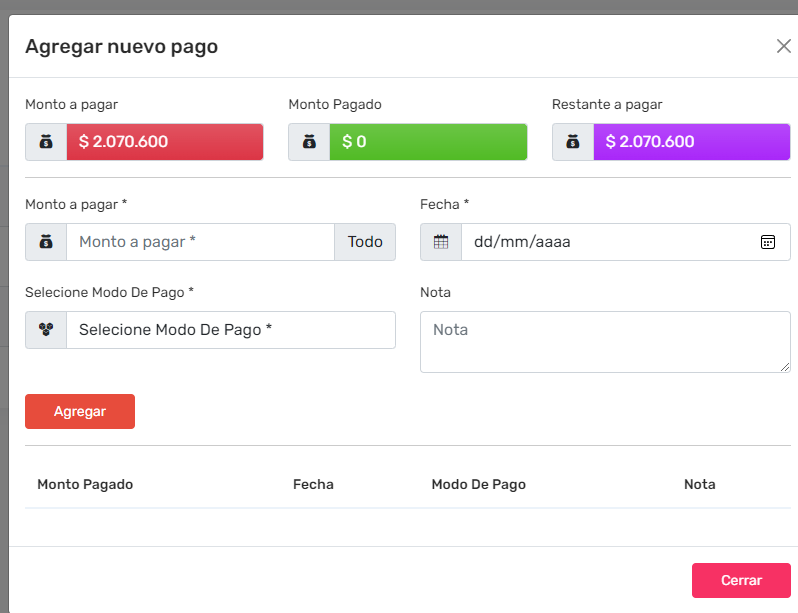 Agregar nuevo pago
Monto a pagar
Monto Pagado
Restante a pagar
$ 2.070.600
$ 0
$ 2.070.600
Monto a pagar *
Fecha *
Monto a pagar *
Todo
dd/mm/aaaa
Selecione Modo De Pago *
Nota
Selecione Modo De Pago *
Nota
Agregar
Monto Pagado
Fecha
Modo De Pago
Nota
Cerrar